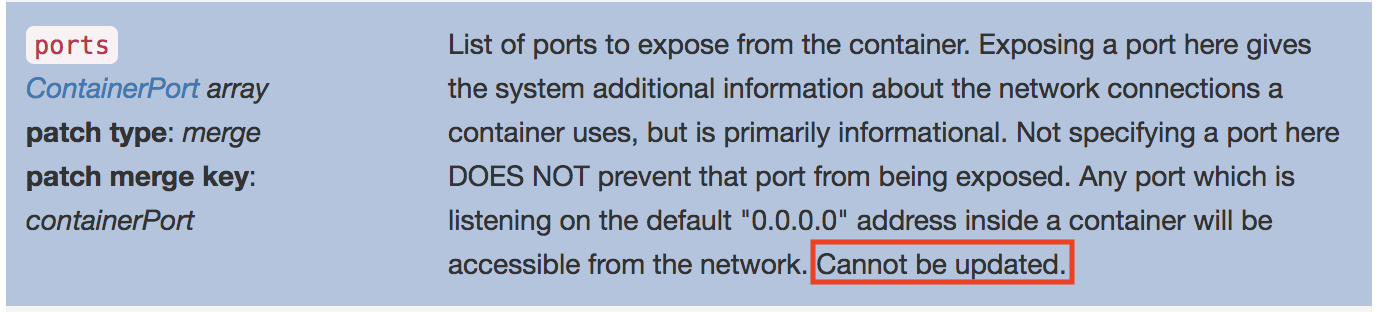 ports
ContainerPort array
patch type: merge
patch merge key:
containerPort
List of ports to expose from the container. Exposing a port here gives
the system additional information about the network connections a
container uses, but is primarily informational. Not specifying a port here
DOES NOT prevent that port from being exposed. Any port which is
listening on the default "0.0.0.0" address inside a container will be
accessible from the network. Cannot be updated.